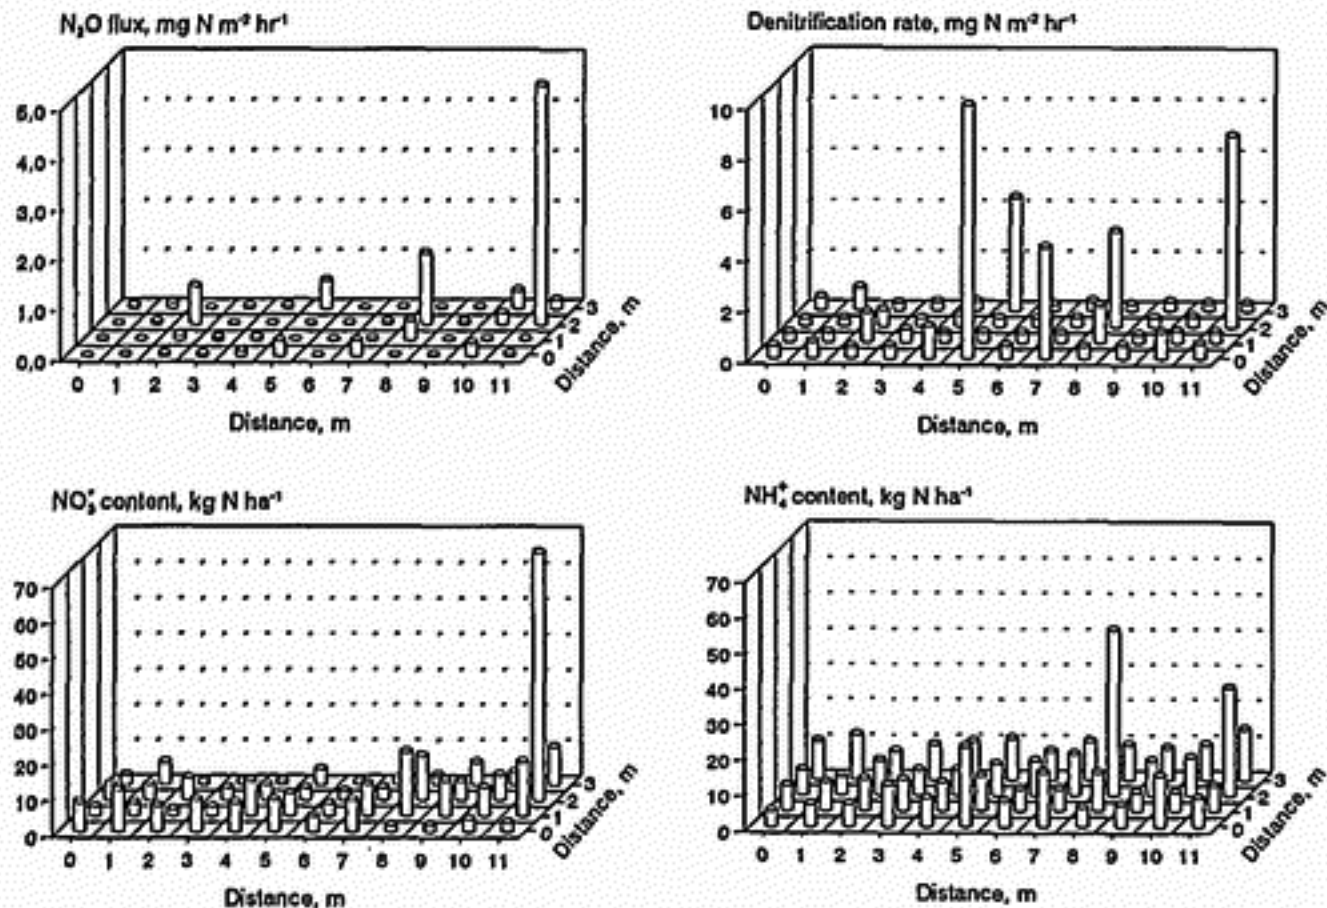 N₂O flux, mg N m⁻² hr⁻¹
5,0
4,0
3,0
2,0
1,0
0,0
0 1 2 3 4 5 6 7 8 9 10 11
Distance, m
0 1 2 3
Distance, m
Denitrification rate, mg N m⁻² hr⁻¹
10
8
6
4
2
0
0 1 2 3 4 5 6 7 8 9 10 11
Distance, m
0 1 2 3
Distance, m
NO₃⁻ content, kg N ha⁻¹
70
60
50
40
30
20
10
0
0 1 2 3 4 5 6 7 8 9 10 11
Distance, m
0 1 2 3
Distance, m
NH₄⁺ content, kg N ha⁻¹
70
60
50
40
30
20
10
0
0 1 2 3 4 5 6 7 8 9 10 11
Distance, m
0 1 2 3
Distance, m